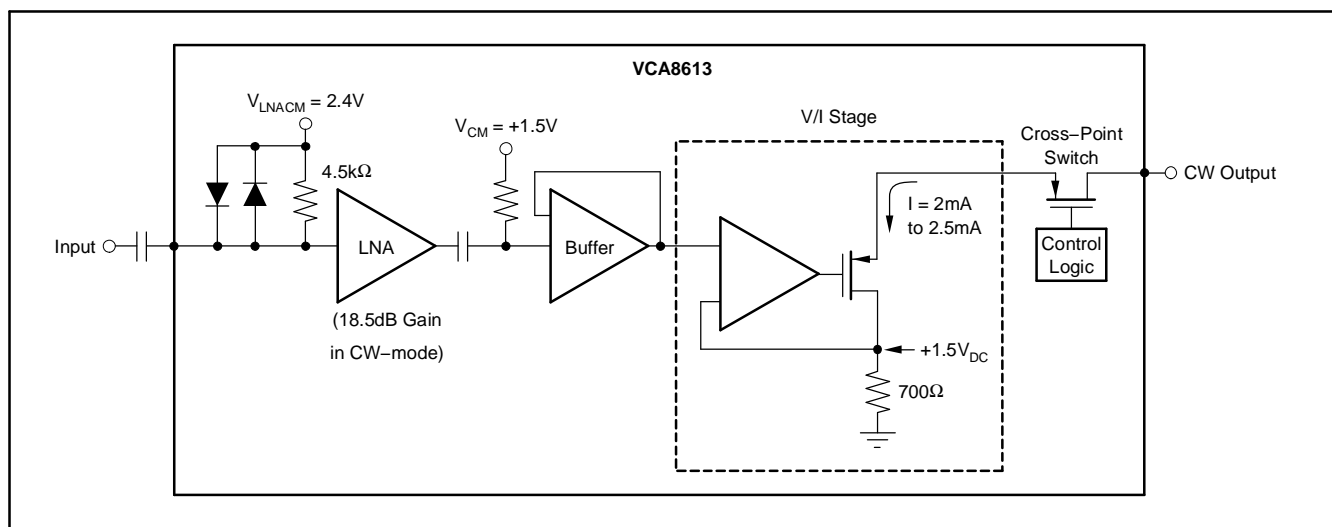 VCA8613
V_LNACM = 2.4V
4.5kΩ
V_CM = +1.5V
V/I Stage
Cross−Point
Switch
CW Output
I = 2mA
to 2.5mA
Input
LNA
Buffer
Control
Logic
(18.5dB Gain
in CW−mode)
+1.5V_DC
700Ω